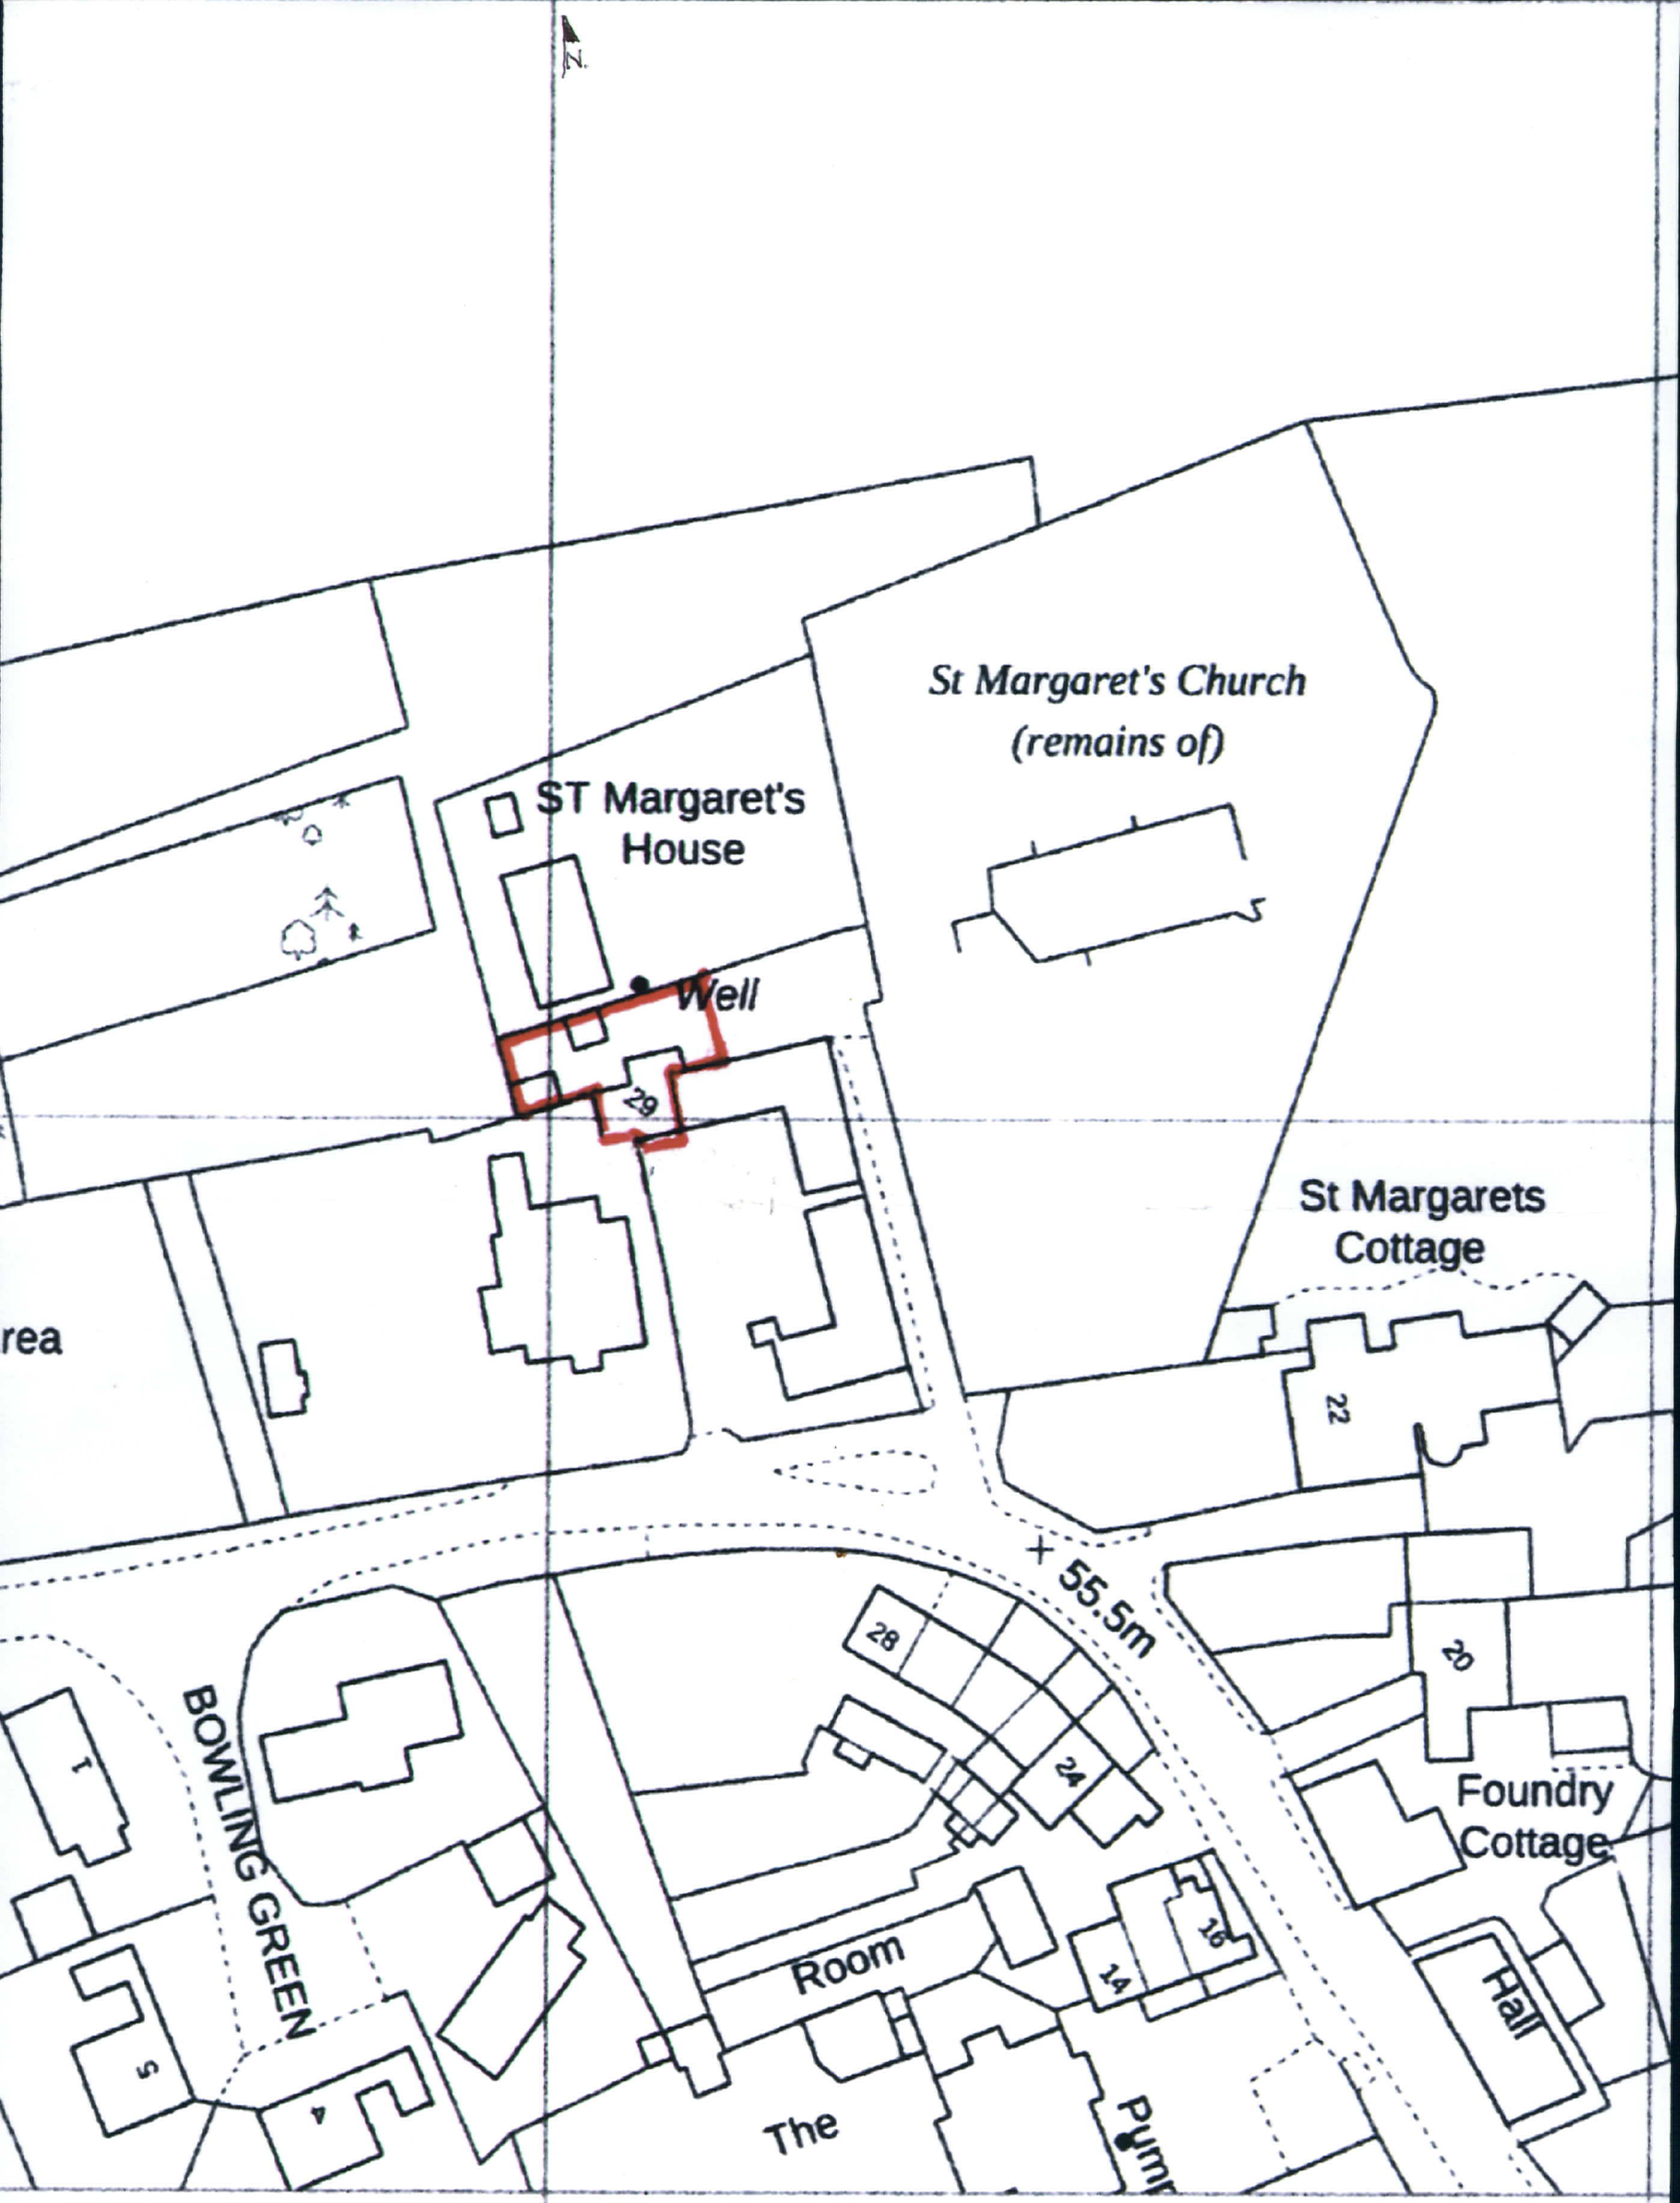 N.
St Margaret's Church
(remains of)
ST Margaret's
House
Well
29
St Margarets
Cottage
rea
22
55.5m
28
20
BOWLING GREEN
1
24
Foundry
Cottage
16
Room
14
Hall
5
4
The
Pump